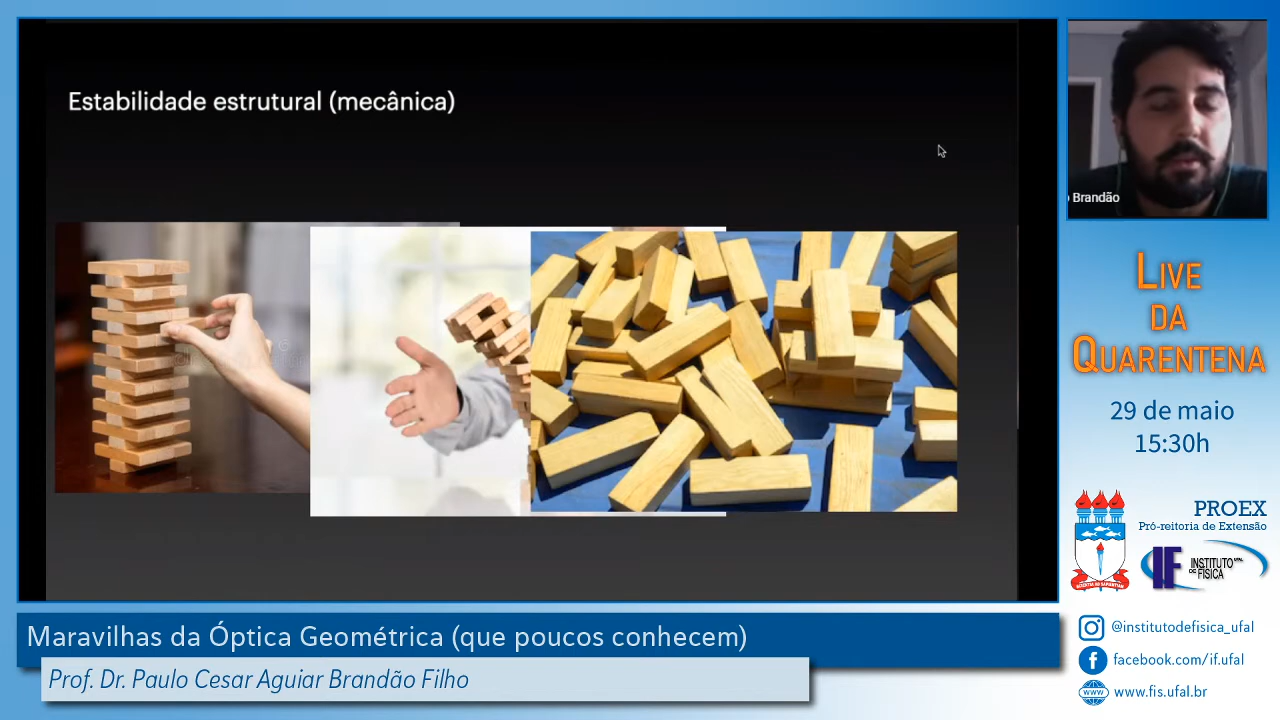 Estabilidade estrutural (mecânica)
Brandão
LIVE
DA
QUARENTENA
29 de maio
15:30h
PROEX
Pró-reitoria de Extensão
IF INSTITUTO UFAL
DE FÍSICA
@institutodefisica_ufal
facebook.com/if.ufal
www.fis.ufal.br
Maravilhas da Óptica Geométrica (que poucos conhecem)
Prof. Dr. Paulo Cesar Aguiar Brandão Filho